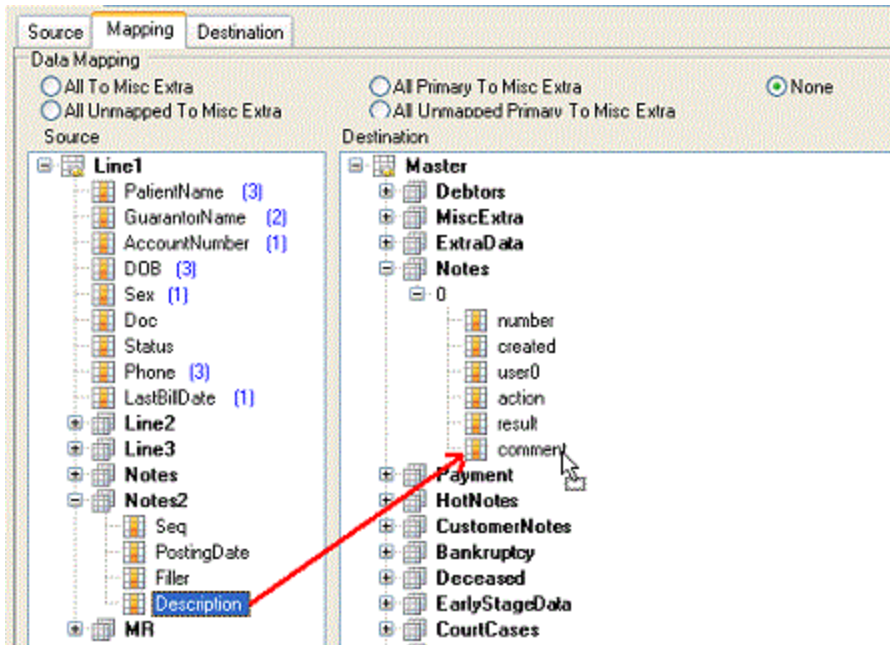 Source Mapping Destination
Data Mapping
All To Misc Extra All Primary To Misc Extra None
All Unmapped To Misc Extra All Unmapped Primary To Misc Extra
Source Destination
Line1
PatientName (3)
GuarantorName (2)
AccountNumber (1)
DOB (3)
Sex (1)
Doc
Status
Phone (3)
LastBillDate (1)
Line2
Line3
Notes
Notes2
Seq
PostingDate
Filler
Description
MR
Master
Debtors
MiscExtra
ExtraData
Notes
0
number
created
user0
action
result
comment
Payment
HotNotes
CustomerNotes
Bankruptcy
Deceased
EarlyStageData
CourtCases